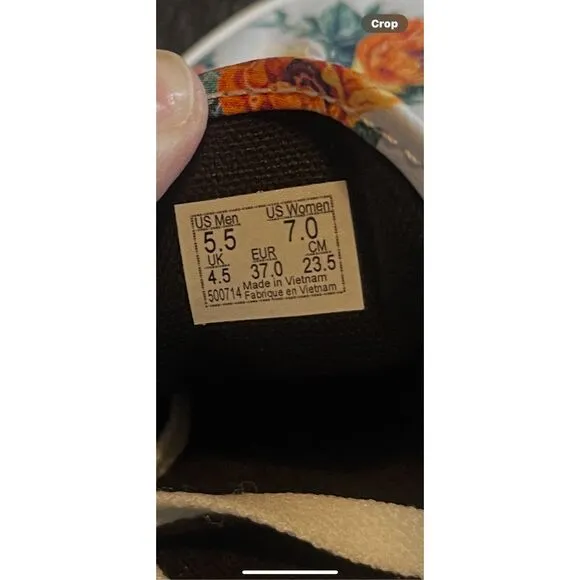 Crop
US Men US Women
5.5 7.0
UK EUR CM
4.5 37.0 23.5
500714 Made in Vietnam
Fabrique en Vietnam